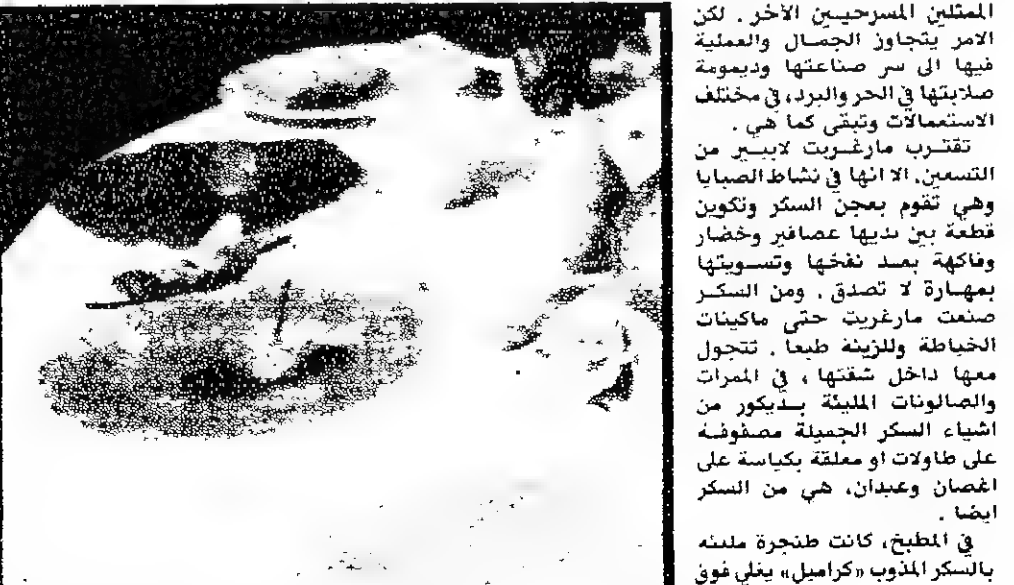 الممثلين المسرحيين الآخر . لكن
الامر يتجاوز الجمال والعملية
فيها الى سر صناعتها وديمومة
صلابتها في الحر والبرد، في مختلف
الاستعمالات وتبقى كما هي .
تقترب مارغريت لابيير من
التسعين، الا انها في نشاط الصبايا
وهي تقوم بعجن السكر وتكوين
قطعة بين يديها عصافير وخضار
وفاكهة بعد نفخها وتسويتها
بمهارة لا تصدق . ومن السكر
صنعت مارغريت حتى ماكينات
الخياطة وللزينة طبعا . تتجول
معها داخل شقتها ، في الممرات
والصالونات المليئة بديكور من
اشياء السكر الجميلة مصفوفة
على طاولات او معلقة بكياسة على
اغصان وعيدان، هي من السكر
ايضا .
في المطبخ، كانت طنجرة مليئه
بالسكر المذوب «كراميل» يغلي فوق